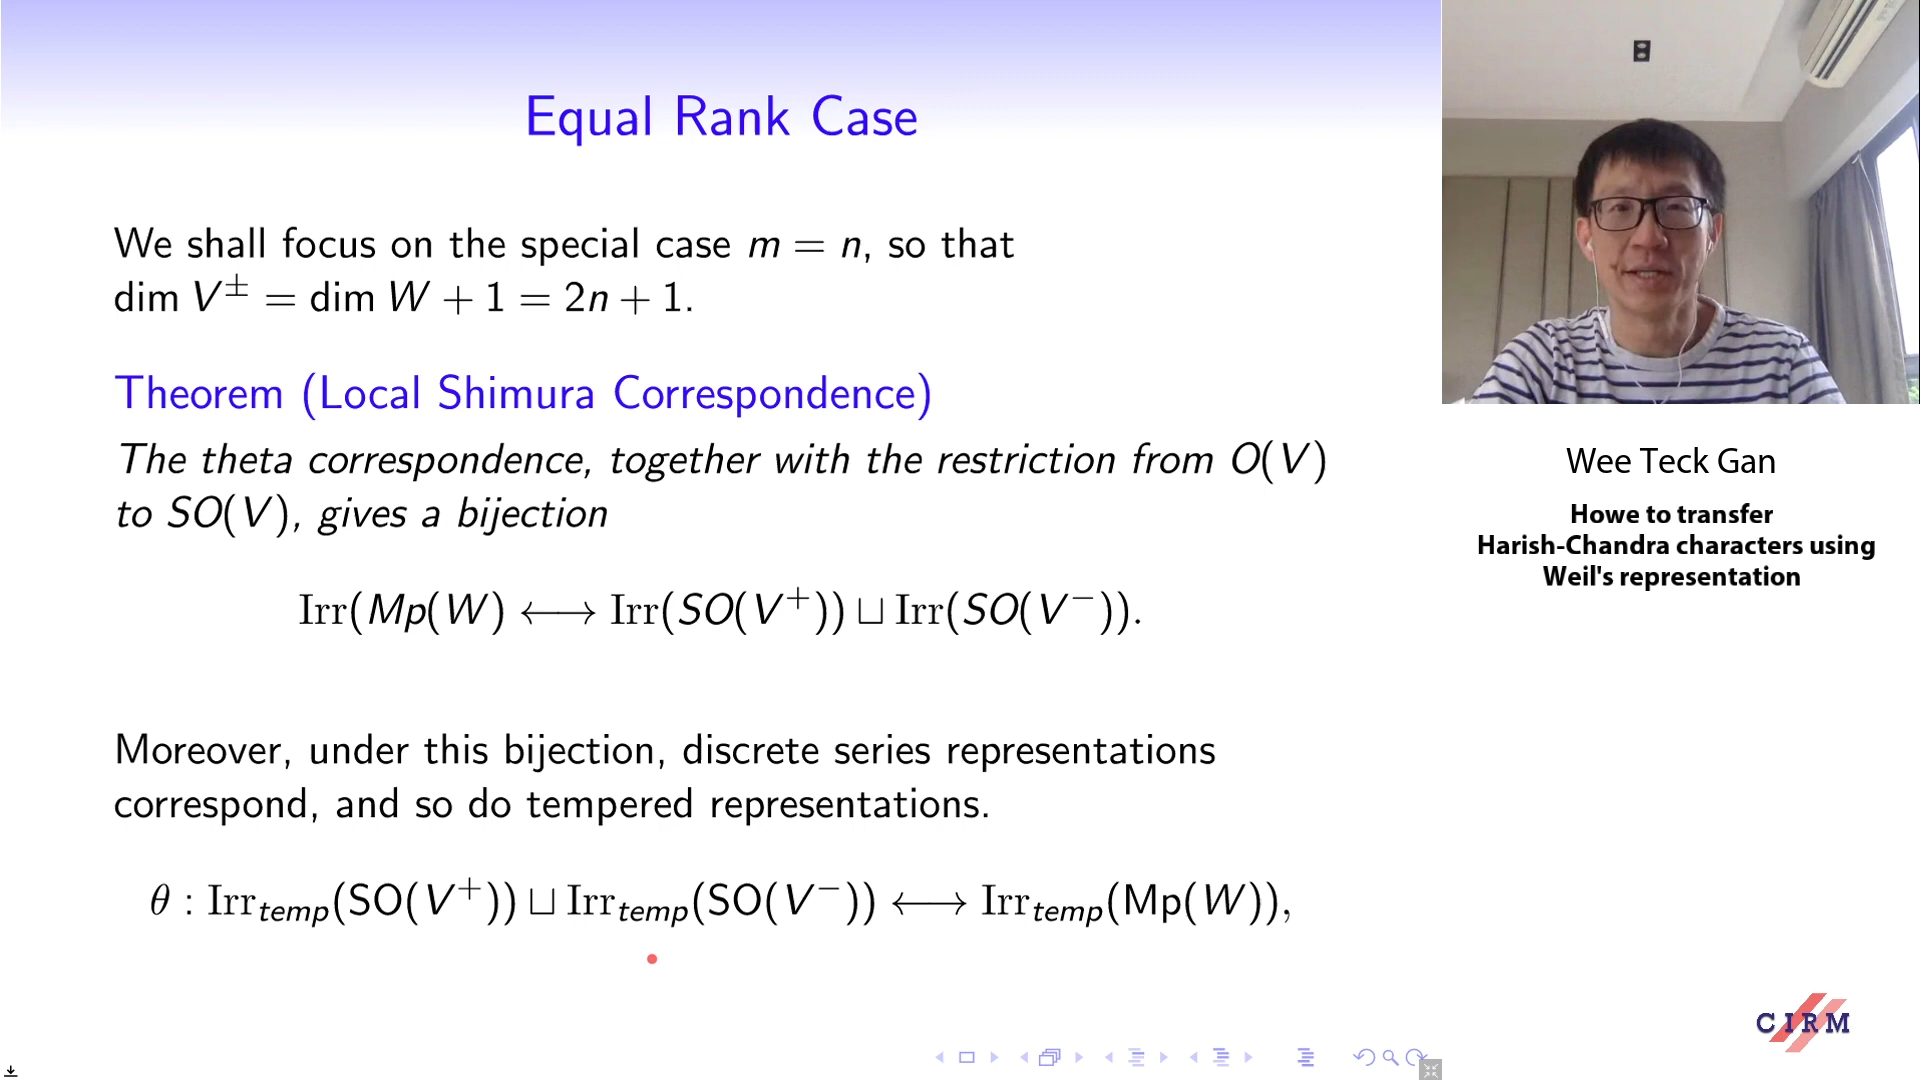 Equal Rank Case
We shall focus on the special case m = n, so that
dim V± = dim W + 1 = 2n + 1.
Theorem (Local Shimura Correspondence)
The theta correspondence, together with the restriction from O(V)
to SO(V), gives a bijection
Irr(Mp(W) ⟷ Irr(SO(V⁺)) ⊔ Irr(SO(V⁻)).
Moreover, under this bijection, discrete series representations
correspond, and so do tempered representations.
θ : Irr_temp(SO(V⁺)) ⊔ Irr_temp(SO(V⁻)) ⟷ Irr_temp(Mp(W)),
Wee Teck Gan
Howe to transfer
Harish-Chandra characters using
Weil's representation
CIRM